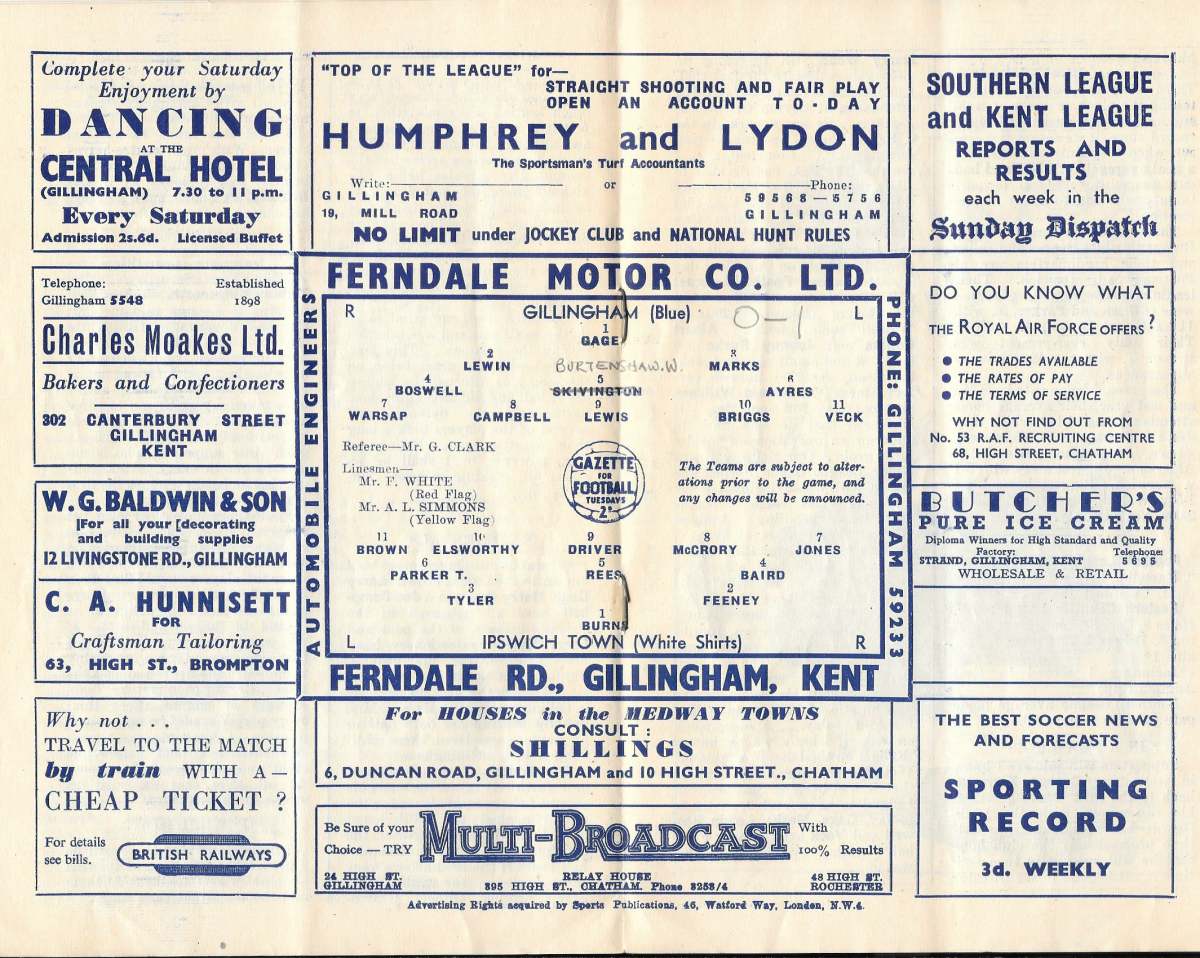 Complete your Saturday
Enjoyment by
DANCING
AT THE
CENTRAL HOTEL
(GILLINGHAM) 7.30 to 11 p.m.
Every Saturday
Admission 2s.6d. Licensed Buffet
"TOP OF THE LEAGUE" for—
STRAIGHT SHOOTING AND FAIR PLAY
OPEN AN ACCOUNT TO-DAY
HUMPHREY and LYDON
The Sportsman's Turf Accountants
Write: or Phone:
GILLINGHAM 59568—5756
19, MILL ROAD GILLINGHAM
NO LIMIT under JOCKEY CLUB and NATIONAL HUNT RULES
SOUTHERN LEAGUE
and KENT LEAGUE
REPORTS AND
RESULTS
each week in the
Sunday Dispatch
Telephone: Established
Gillingham 5548 1898
Charles Moakes Ltd.
Bakers and Confectioners
302 CANTERBURY STREET
GILLINGHAM
KENT
W. G. BALDWIN & SON
|For all your [decorating
and building supplies
12 LIVINGSTONE RD., GILLINGHAM
C. A. HUNNISETT
FOR
Craftsman Tailoring
63, HIGH ST., BROMPTON
Why not . . .
TRAVEL TO THE MATCH
by train WITH A—
CHEAP TICKET ?
For details
see bills.
BRITISH RAILWAYS
FERNDALE MOTOR CO. LTD.
AUTOMOBILE ENGINEERS
PHONE: GILLINGHAM 59233
R GILLINGHAM (Blue) 0-1 L
1
GAGE
2 3
LEWIN BURTENSHAW.W. MARKS
4 5 6
BOSWELL SKIVINGTON AYRES
7 8 9 10 11
WARSAP CAMPBELL LEWIS BRIGGS VECK
Referee—Mr. G. CLARK
Linesmen—
Mr. F. WHITE
(Red Flag)
Mr. A. L. SIMMONS
(Yellow Flag)
GAZETTE
FOR
FOOTBALL
TUESDAYS
2ᴰ
The Teams are subject to alter-
ations prior to the game, and
any changes will be announced.
11 10 9 8 7
BROWN ELSWORTHY DRIVER McCRORY JONES
6 5 4
PARKER T. REES BAIRD
3 2
TYLER FEENEY
1
BURNS
L IPSWICH TOWN (White Shirts) R
FERNDALE RD., GILLINGHAM, KENT
For HOUSES in the MEDWAY TOWNS
CONSULT :
SHILLINGS
6, DUNCAN ROAD, GILLINGHAM and 10 HIGH STREET., CHATHAM
Be Sure of your
Choice — TRY
MULTI-BROADCAST
With
100% Results
24 HIGH ST. RELAY HOUSE 48 HIGH ST.
GILLINGHAM 395 HIGH ST., CHATHAM. Phone 3253/4 ROCHESTER
Advertising Rights acquired by Sports Publications, 46, Watford Way, London, N.W.4.
DO YOU KNOW WHAT
THE ROYAL AIR FORCE OFFERS ?
● THE TRADES AVAILABLE
● THE RATES OF PAY
● THE TERMS OF SERVICE
WHY NOT FIND OUT FROM
No. 53 R.A.F. RECRUITING CENTRE
68, HIGH STREET, CHATHAM
BUTCHER'S
PURE ICE CREAM
Diploma Winners for High Standard and Quality
Factory: Telephone:
STRAND, GILLINGHAM, KENT 5695
WHOLESALE & RETAIL
THE BEST SOCCER NEWS
AND FORECASTS
SPORTING
RECORD
3d. WEEKLY